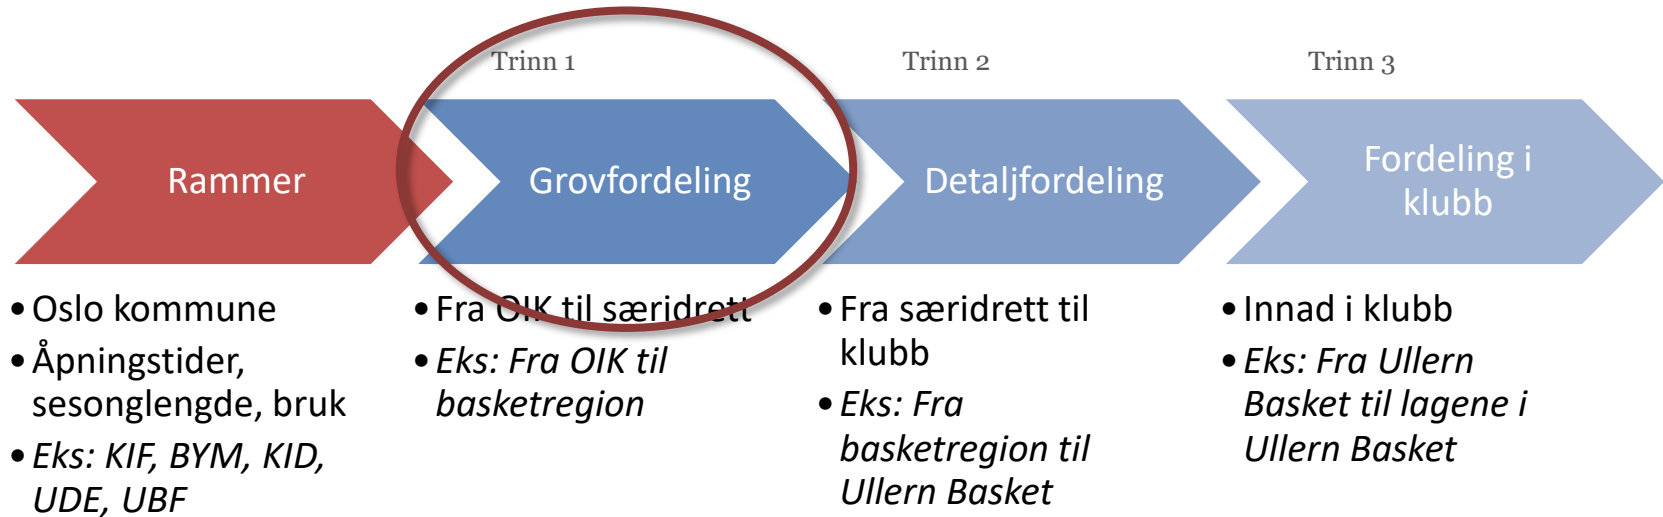 Trinn 1
Trinn 2
Trinn 3
Rammer
Grovfordeling
Detaljfordeling
Fordeling i
klubb
• Oslo kommune
• Åpningstider,
sesonglengde, bruk
• Eks: KIF, BYM, KID,
UDE, UBF
• Fra OIK til særidrett
• Eks: Fra OIK til
basketregion
• Fra særidrett til
klubb
• Eks: Fra
basketregion til
Ullern Basket
• Innad i klubb
• Eks: Fra Ullern
Basket til lagene i
Ullern Basket